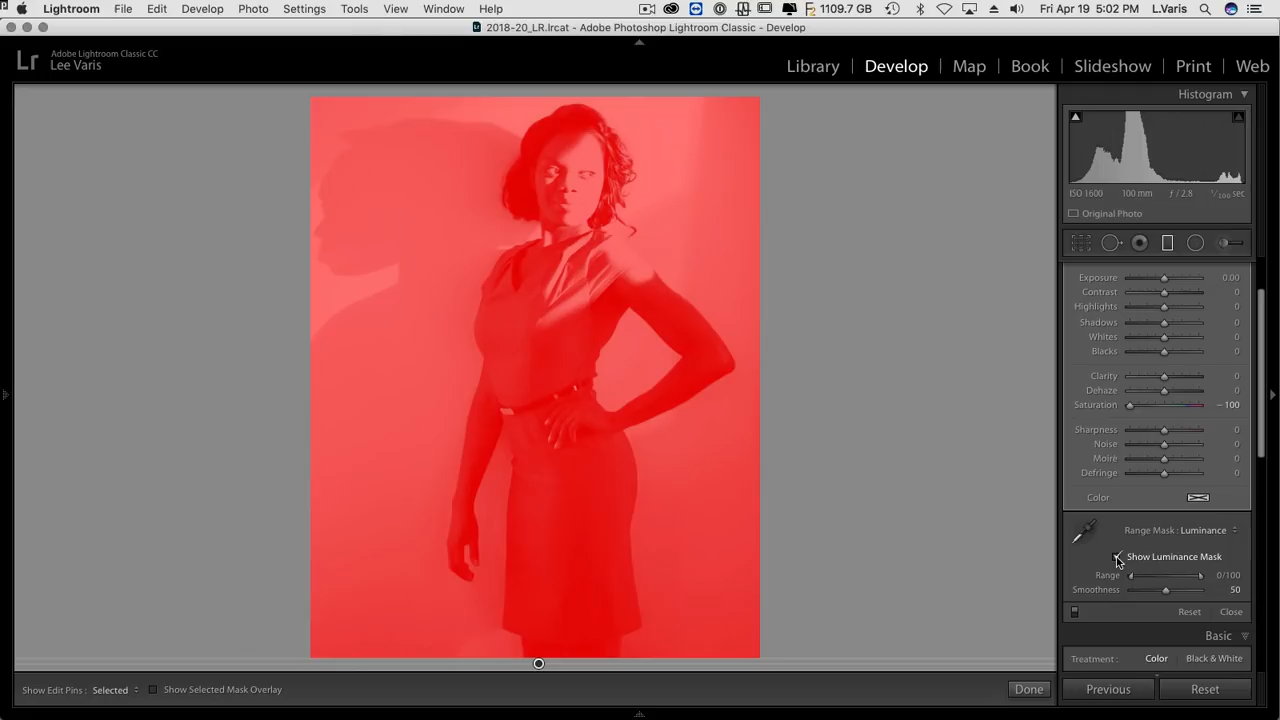 Lightroom File Edit Develop Photo Settings Tools View Window Help 1109.7 GB Fri Apr 19 5:02 PM L.Varis
2018-20_LR.lrcat - Adobe Photoshop Lightroom Classic - Develop
Lr Adobe Lightroom Classic CC
Lee Varis
Library Develop Map Book Slideshow Print Web
Histogram
ISO 1600 100 mm ƒ / 2.8 1/100 sec
Original Photo
Exposure 0.00
Contrast 0
Highlights 0
Shadows 0
Whites 0
Blacks 0
Clarity 0
Dehaze 0
Saturation – 100
Sharpness 0
Noise 0
Moiré 0
Defringe 0
Color
Range Mask : Luminance
Show Luminance Mask
Range 0/100
Smoothness 50
Reset Close
Basic
Treatment : Color Black & White
Show Edit Pins : Selected Show Selected Mask Overlay Done Previous Reset